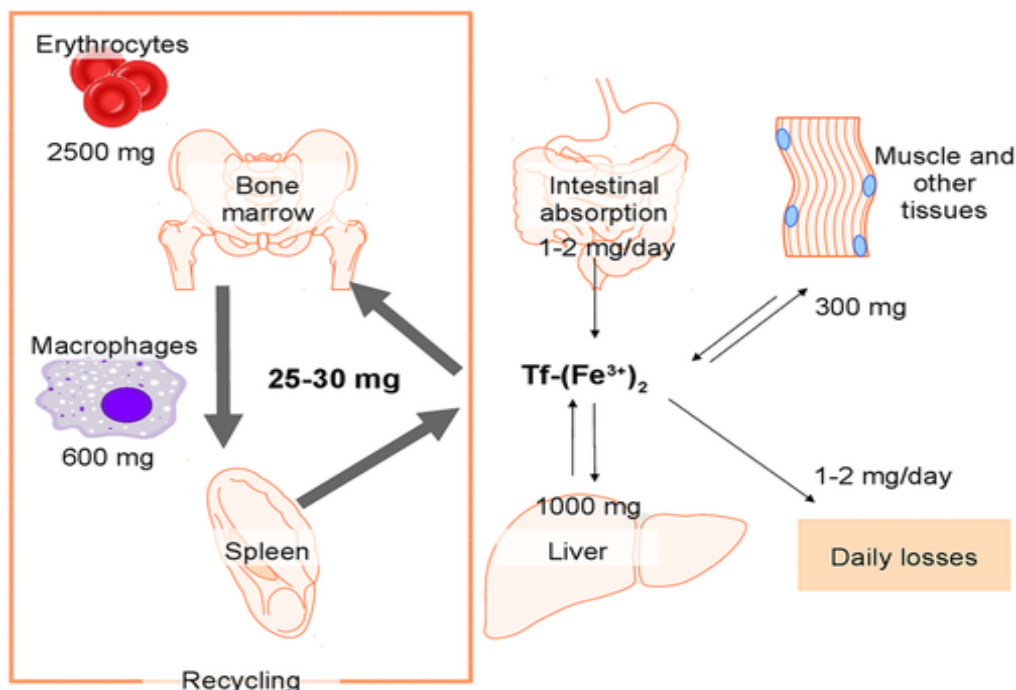 Erythrocytes
2500 mg
Bone
marrow
Macrophages
600 mg
25-30 mg
Spleen
Recycling
Intestinal
absorption
1-2 mg/day
Muscle and
other
tissues
300 mg
Tf-(Fe³⁺)₂
1000 mg
Liver
1-2 mg/day
Daily losses